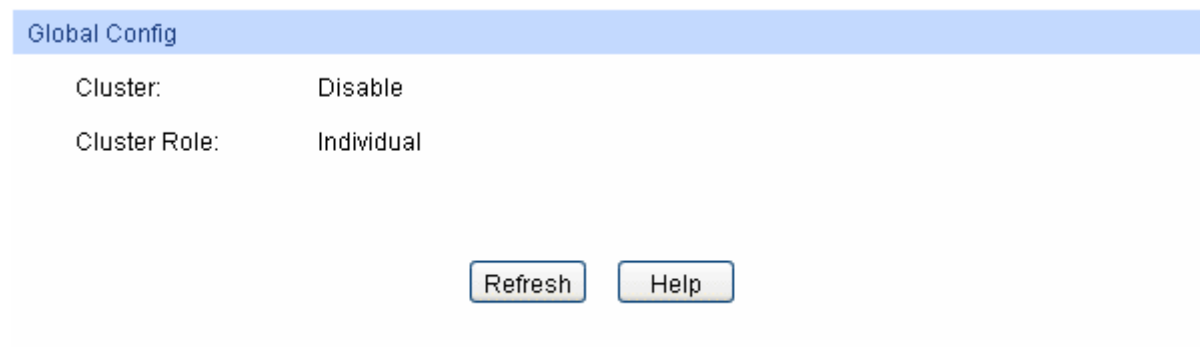 Global Config
Cluster: Disable
Cluster Role: Individual
Refresh Help